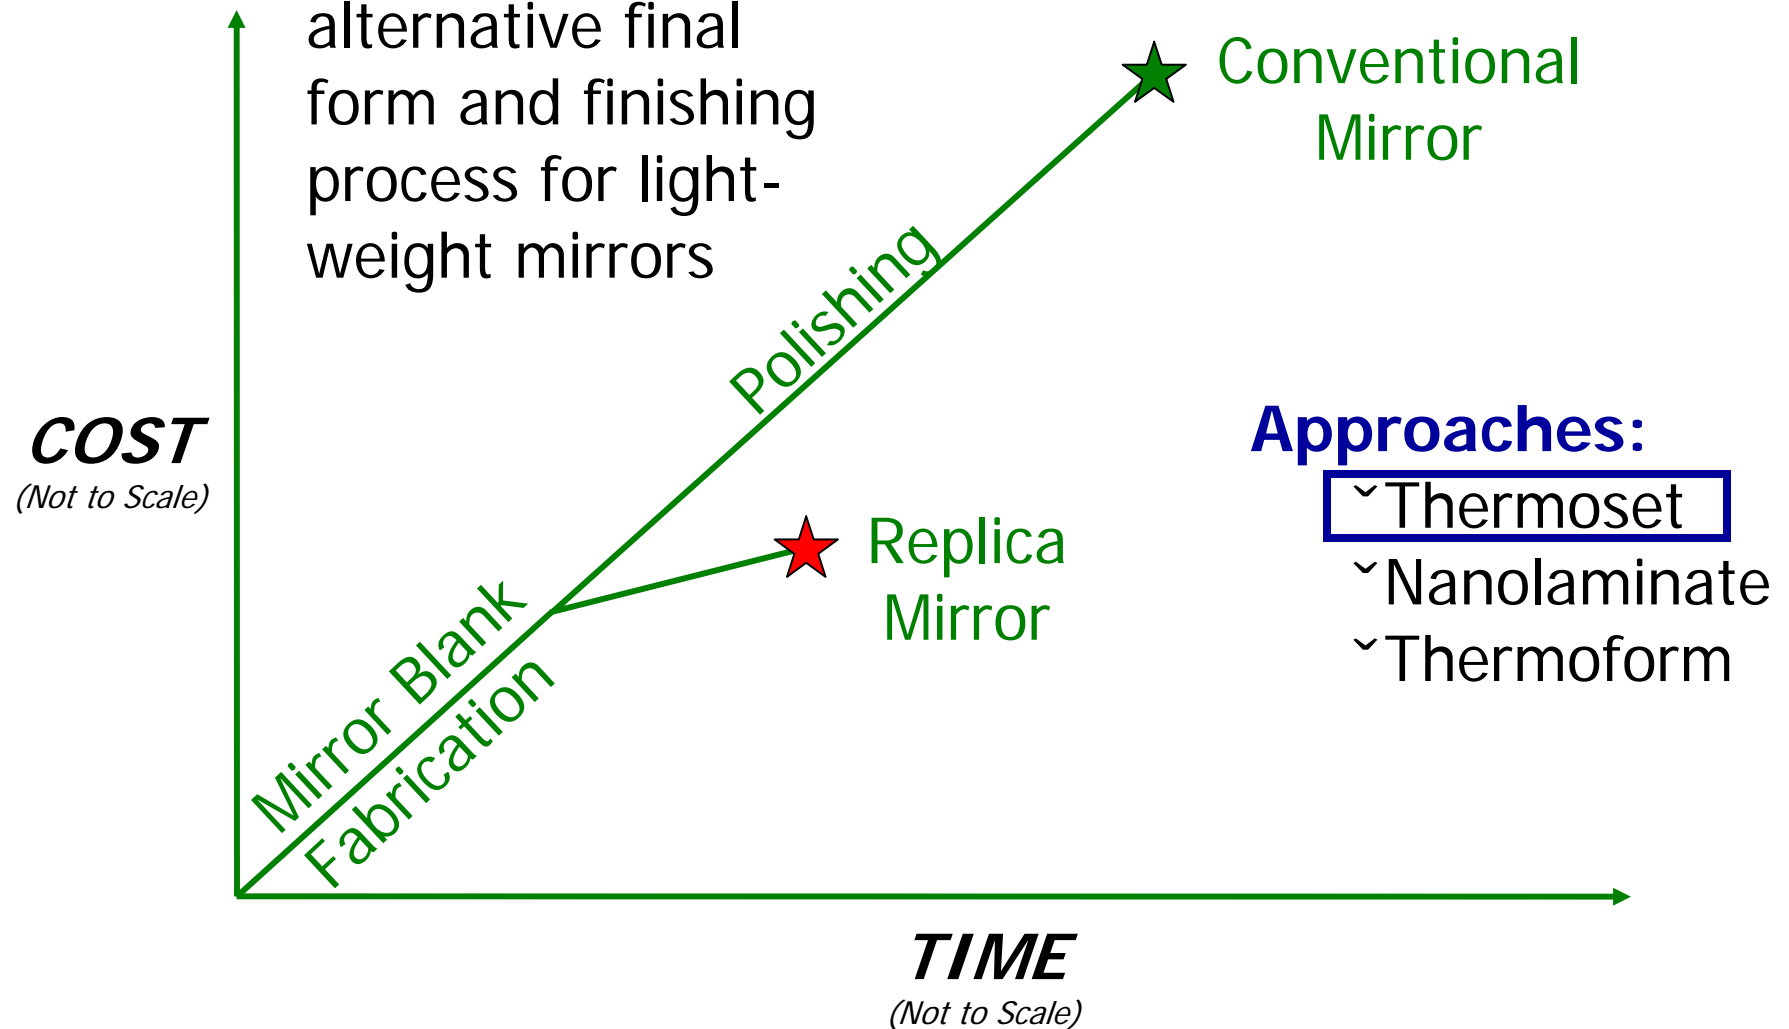 alternative final
form and finishing
process for light-
weight mirrors
Conventional
Mirror
Polishing
COST
(Not to Scale)
Approaches:
ˇThermoset
ˇNanolaminate
ˇThermoform
Replica
Mirror
Mirror Blank
Fabrication
TIME
(Not to Scale)